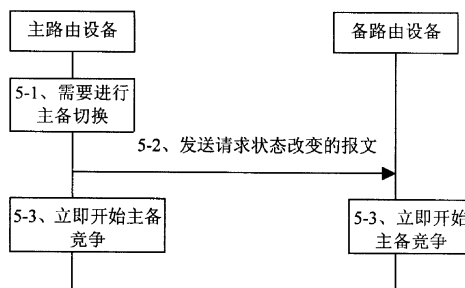 主路由设备
备路由设备
5-1、需要进行
主备切换
5-2、发送请求状态改变的报文
5-3、立即开始主备
竞争
5-3、立即开始
主备竞争